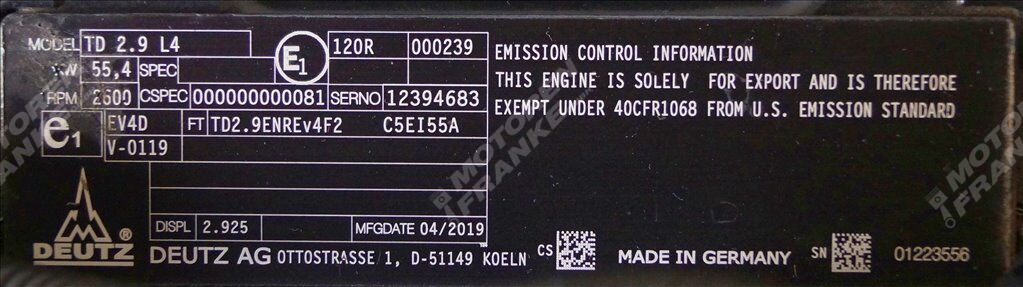 MODEL TD 2.9 L4 E1 120R 000239
KW 55,4 SPEC
RPM 2600 CSPEC 000000000081 SERNO 12394683
e1 EV4D FT TD2.9ENREv4F2 C5EI55A
V-0119
EMISSION CONTROL INFORMATION
THIS ENGINE IS SOLELY FOR EXPORT AND IS THEREFORE
EXEMPT UNDER 40CFR1068 FROM U.S. EMISSION STANDARD
DISPL 2.925 MFGDATE 04/2019
DEUTZ ®
DEUTZ AG OTTOSTRASSE 1, D-51149 KOELN CS MADE IN GERMANY SN 01223556
MOTOREN
FRANKE